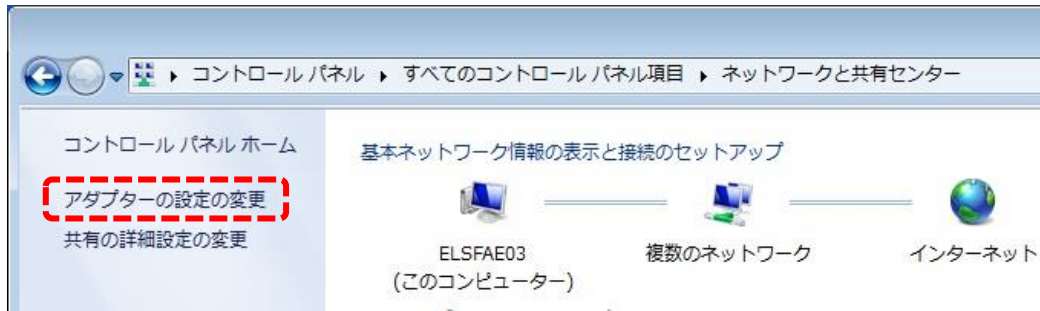 コントロール パネル ▸ すべてのコントロール パネル項目 ▸ ネットワークと共有センター
コントロール パネル ホーム
アダプターの設定の変更
共有の詳細設定の変更
基本ネットワーク情報の表示と接続のセットアップ
ELSFAE03
(このコンピューター)
複数のネットワーク
インターネット